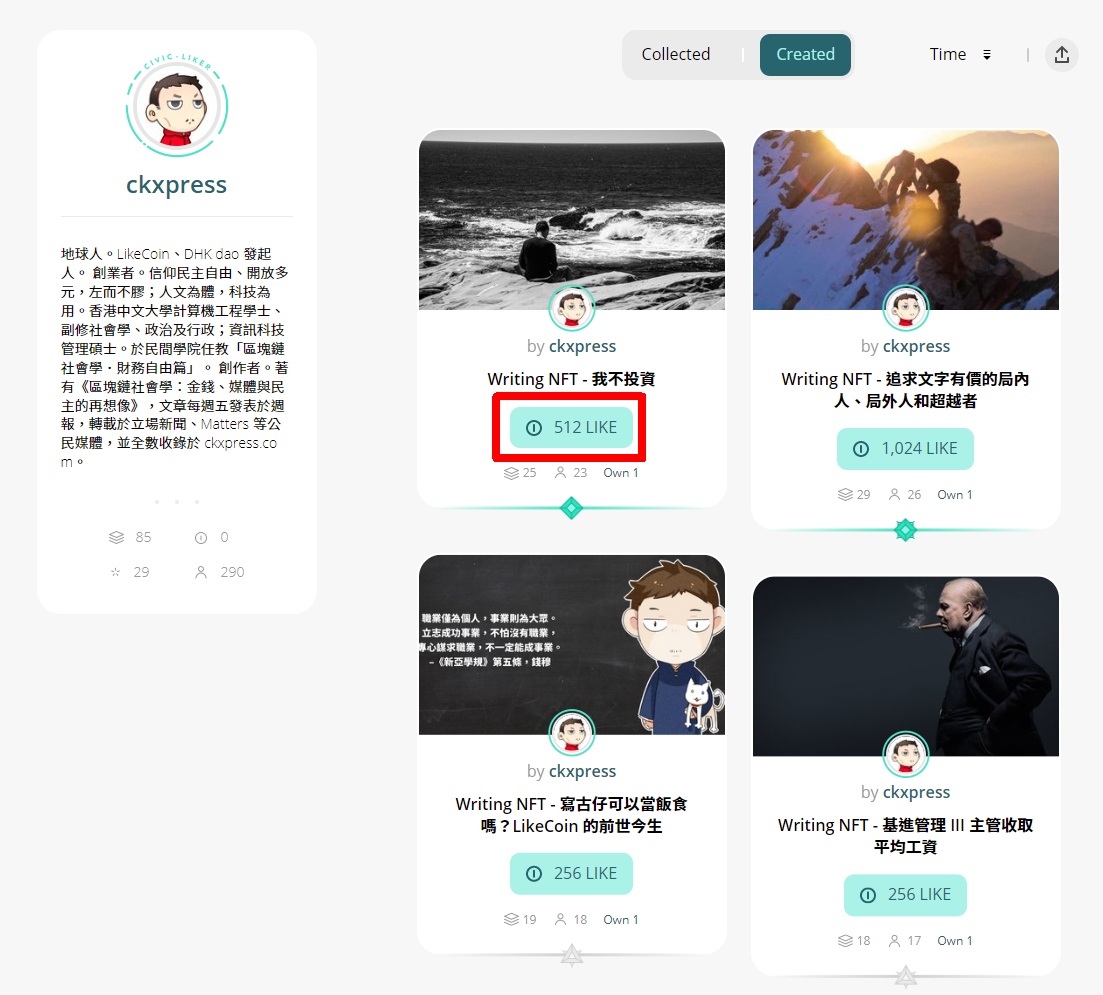 CIVIC · LIKER
ckxpress
地球人。LikeCoin、DHK dao 發起
人。 創業者。信仰民主自由、開放多
元，左而不膠；人文為體，科技為
用。香港中文大學計算機工程學士、
副修社會學、政治及行政；資訊科技
管理碩士。於民間學院任教「區塊鏈
社會學．財務自由篇」。 創作者。著
有《區塊鏈社會學：金錢、媒體與民
主的再想像》，文章每週五發表於週
報，轉載於立場新聞、Matters 等公
民媒體，並全數收錄於 ckxpress.co
m。
85 0
29 290
Collected Created Time
by ckxpress
Writing NFT - 我不投資
512 LIKE
25 23 Own 1
by ckxpress
Writing NFT - 追求文字有價的局內
人、局外人和超越者
1,024 LIKE
29 26 Own 1
職業僅為個人，事業則為大眾。
立志成功事業，不怕沒有職業，
專心謀求職業，不一定能成事業。
–《新亞學規》第五條，錢穆
by ckxpress
Writing NFT - 寫古仔可以當飯食
嗎？LikeCoin 的前世今生
256 LIKE
19 18 Own 1
by ckxpress
Writing NFT - 基進管理 III 主管收取
平均工資
256 LIKE
18 17 Own 1